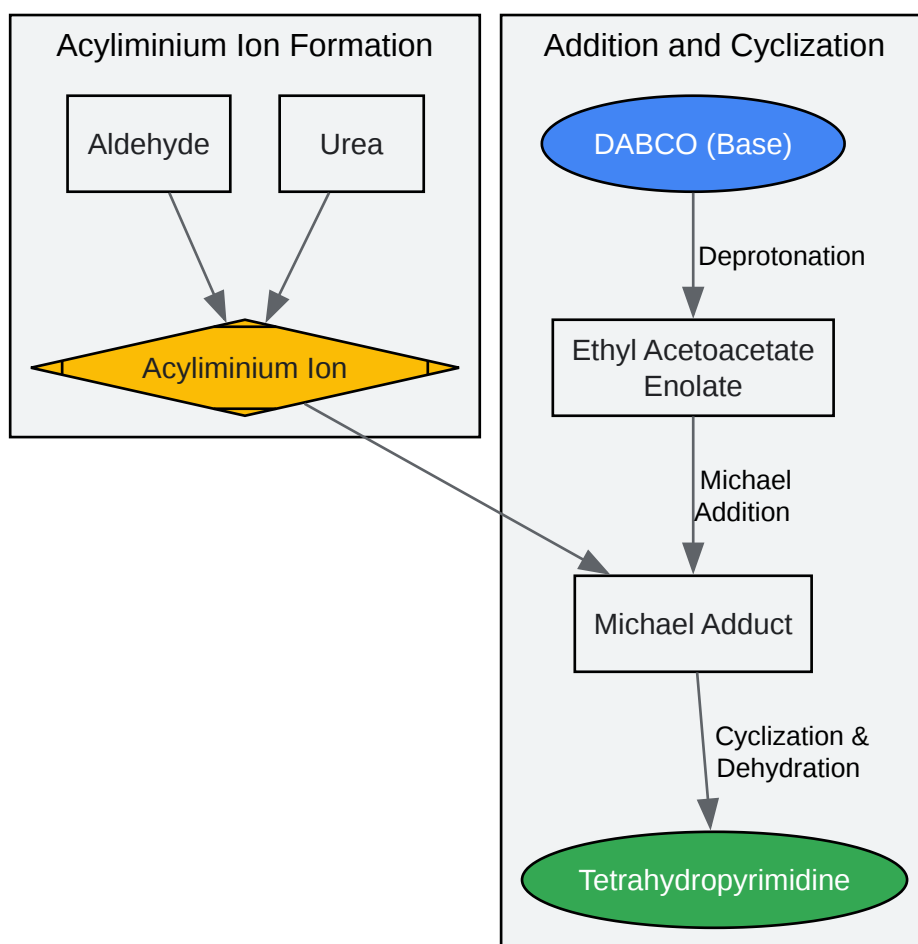 Acyliminium Ion Formation
Aldehyde
Urea
Acyliminium Ion
Addition and Cyclization
DABCO (Base)
Deprotonation
Ethyl Acetoacetate
Enolate
Michael
Addition
Michael Adduct
Cyclization &
Dehydration
Tetrahydropyrimidine